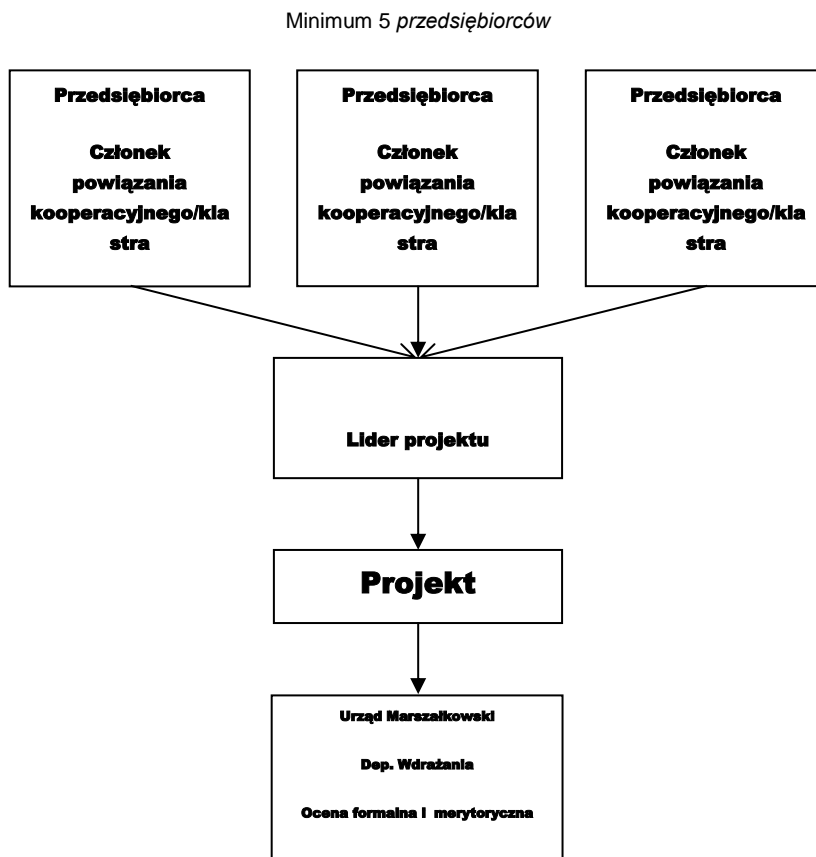 Minimum 5 przedsiębiorców
Przedsiębiorca
Członek
powiązania
kooperacyjnego/kla
stra
Przedsiębiorca
Członek
powiązania
kooperacyjnego/kla
stra
Przedsiębiorca
Członek
powiązania
kooperacyjnego/kla
stra
Lider projektu
Projekt
Urząd Marszałkowski
Dep. Wdrażania
Ocena formalna i merytoryczna